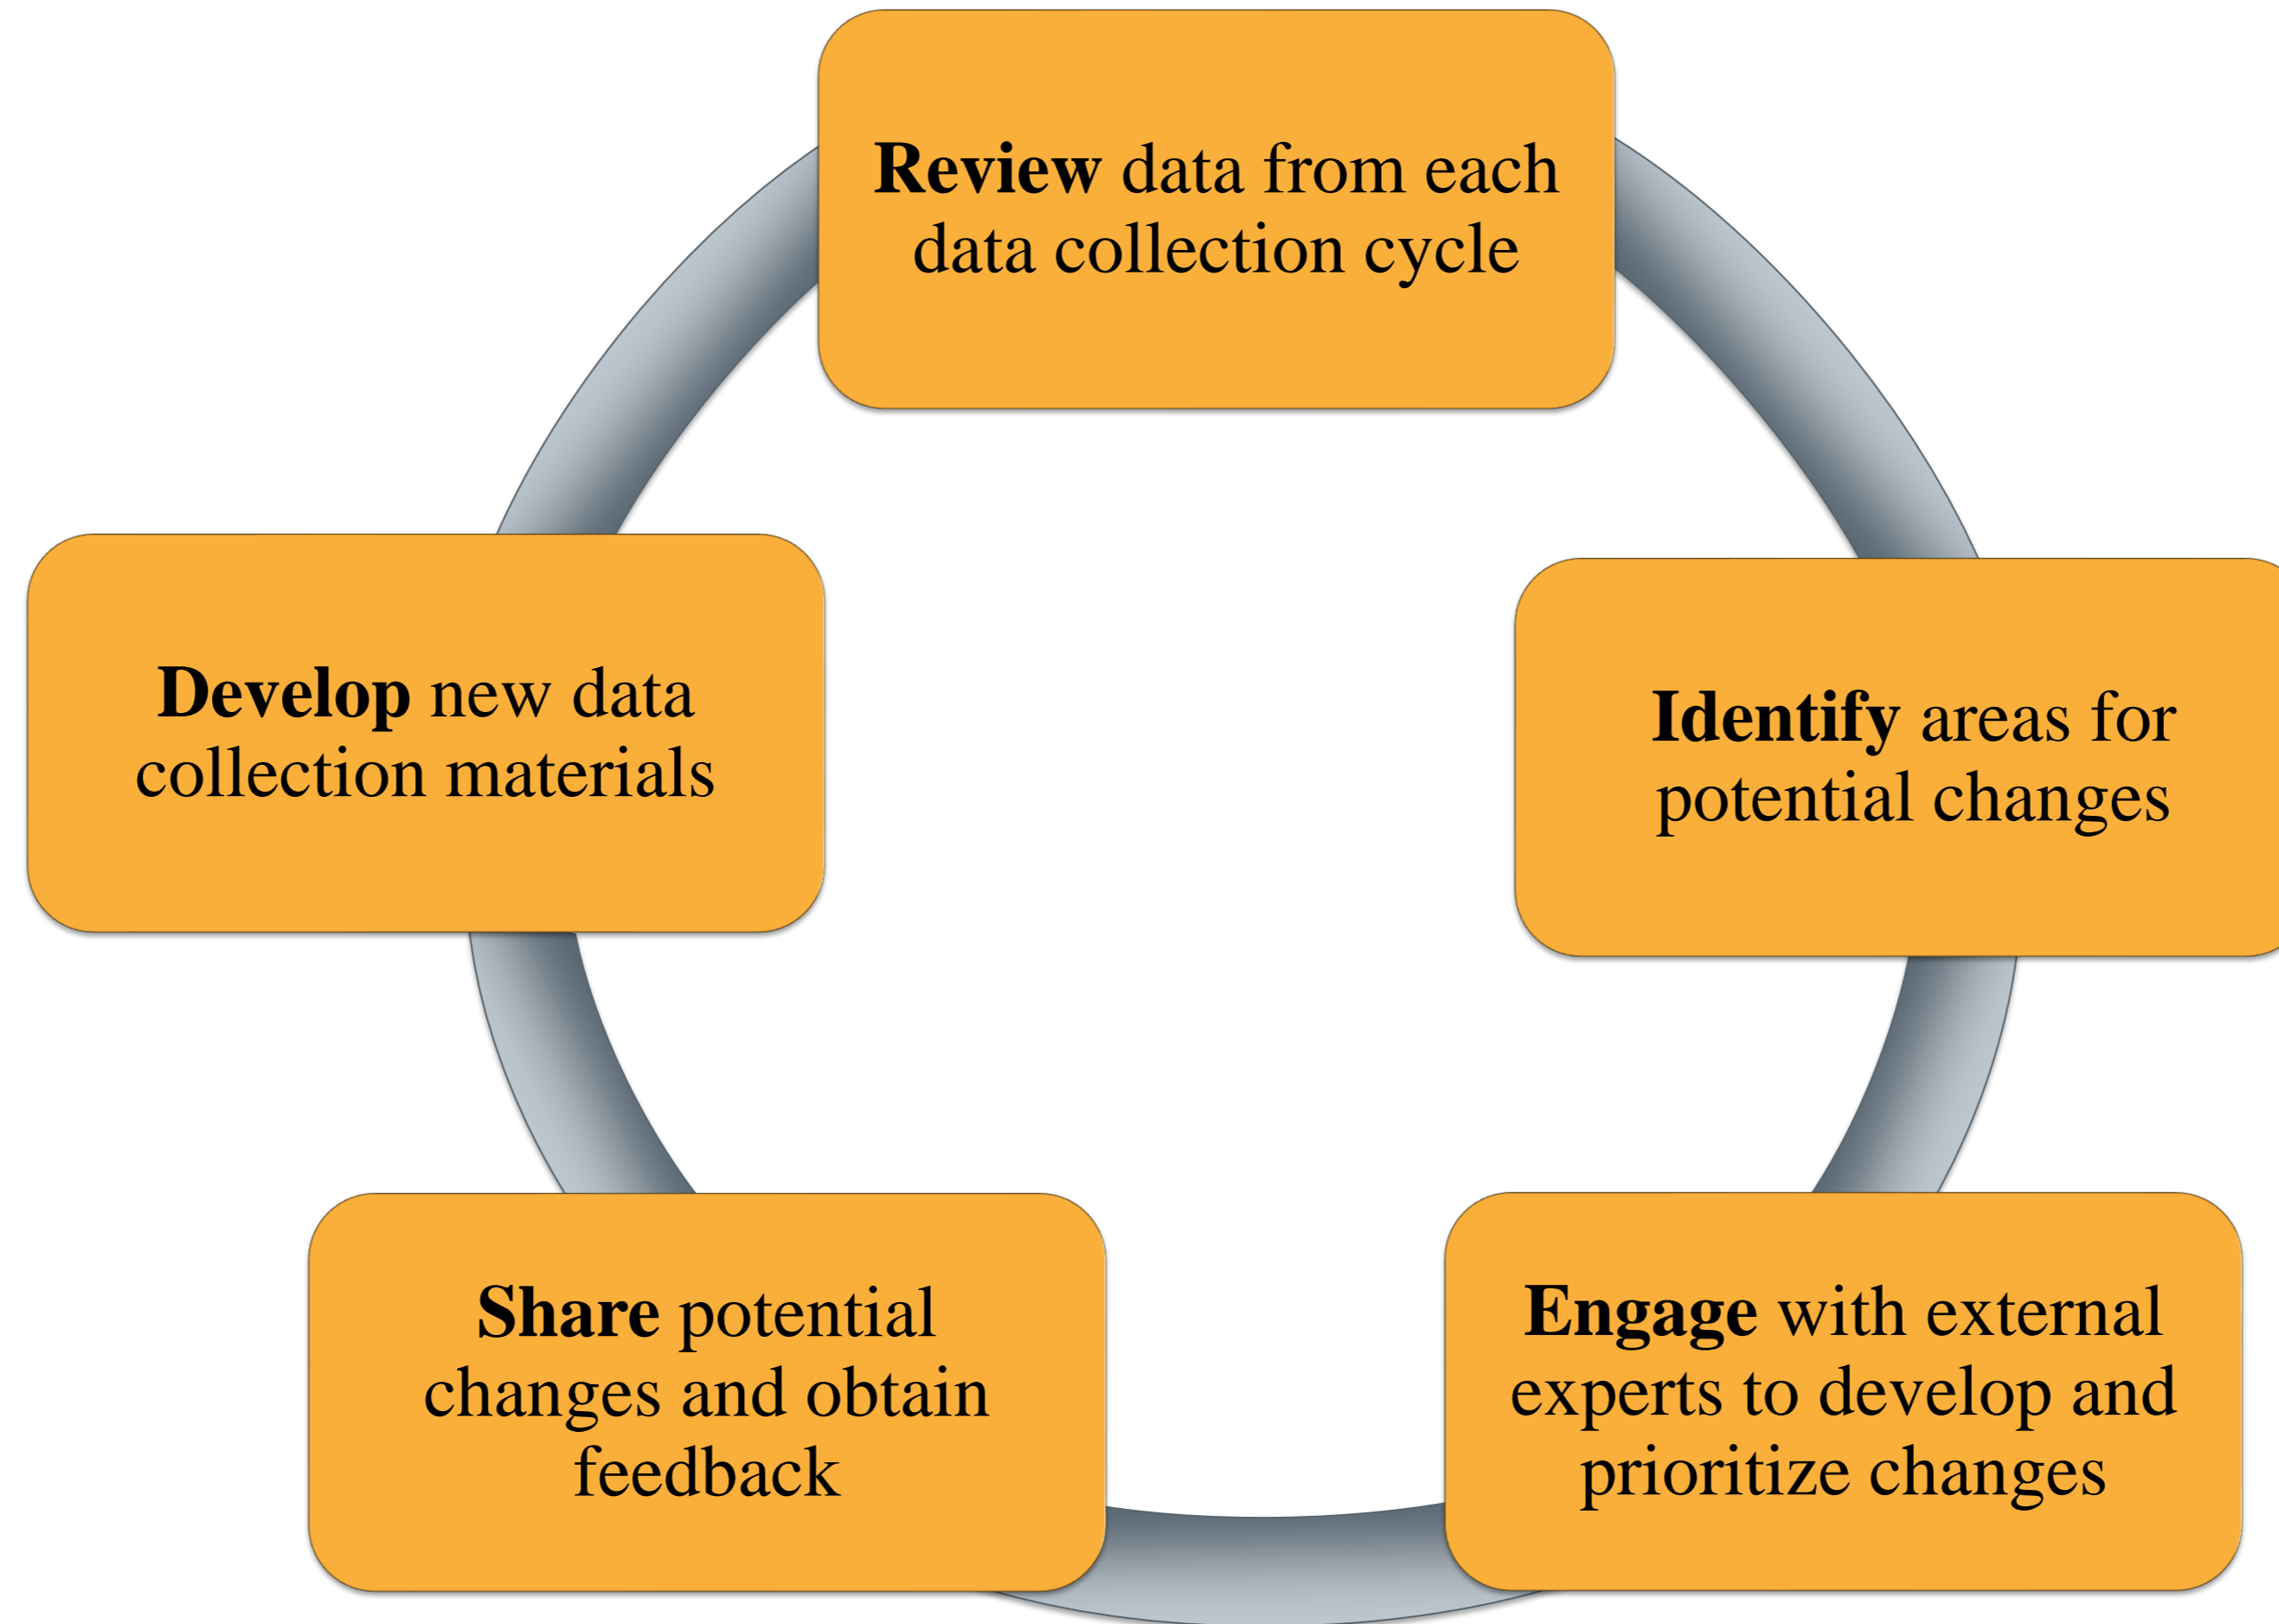 Review data from each
data collection cycle
Identify areas for
potential changes
Engage with external
experts to develop and
prioritize changes
Share potential
changes and obtain
feedback
Develop new data
collection materials